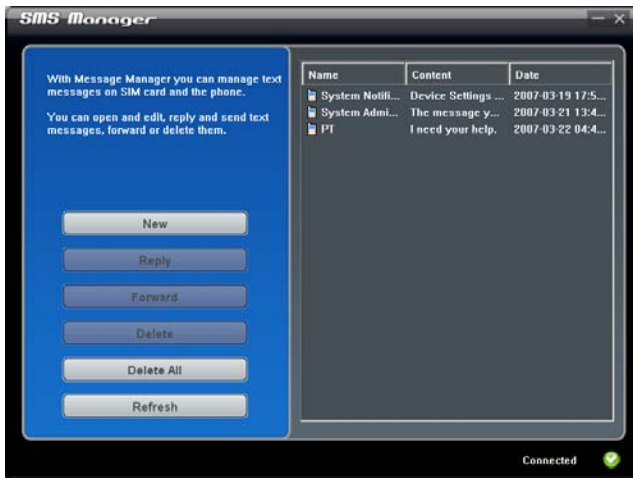 SMS Manager
With Message Manager you can manage text
messages on SIM card and the phone.
You can open and edit, reply and send text
messages, forward or delete them.
New
Reply
Forward
Delete
Delete All
Refresh
Name Content Date
System Notifi... Device Settings ... 2007-03-19 17:5...
System Admi... The message y... 2007-03-21 13:4...
PT I need your help. 2007-03-22 04:4...
Connected